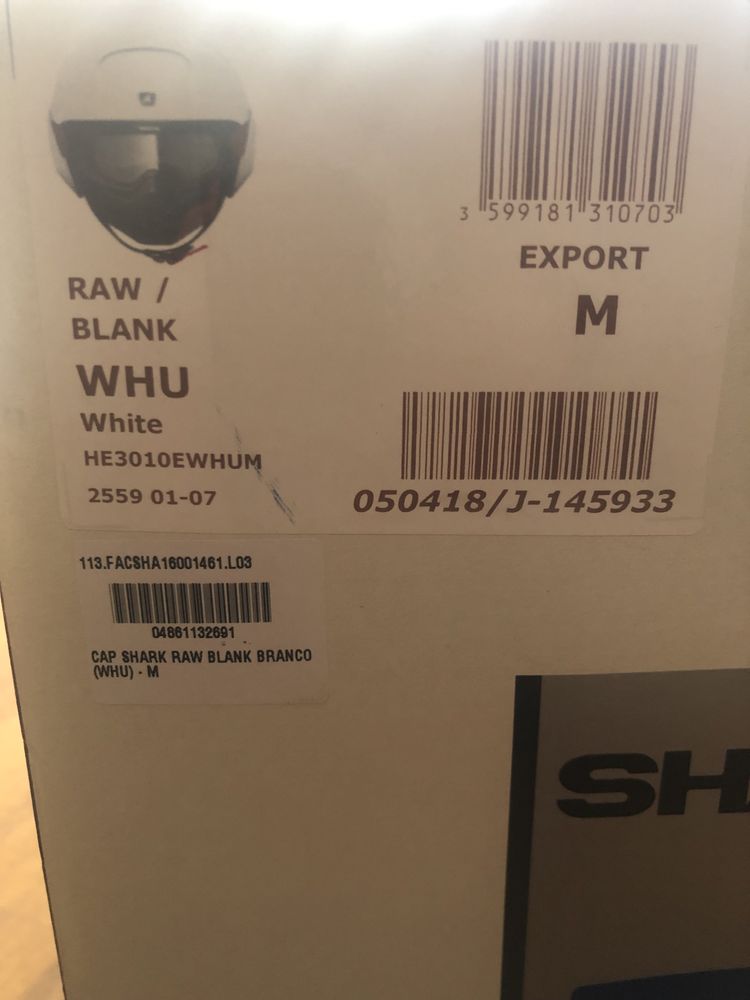 3 599181 310703
EXPORT
M
RAW /
BLANK
WHU
White
HE3010EWHUM
2559 01-07
050418/J-145933
113.FACSHA16001461.L03
04861132691
CAP SHARK RAW BLANK BRANCO
(WHU) - M
SH